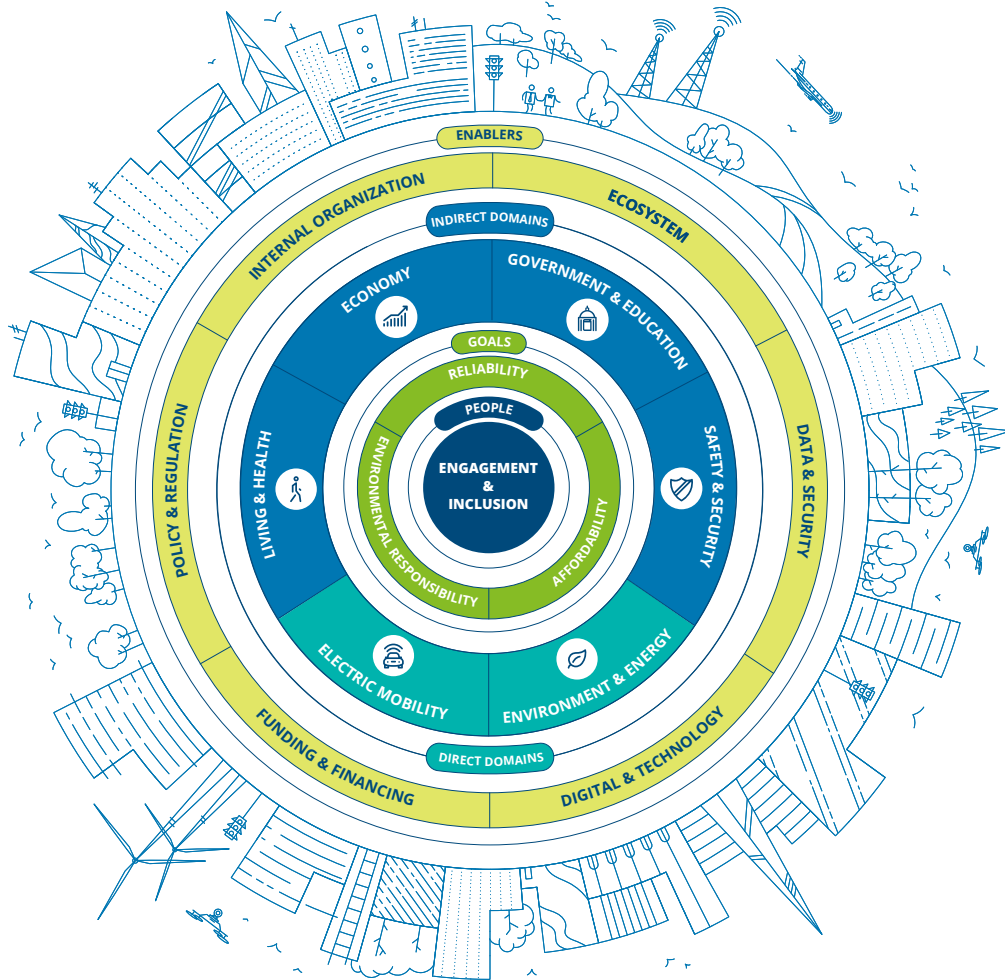 ENABLERS
INTERNAL ORGANIZATION
ECOSYSTEM
DATA & SECURITY
DIGITAL & TECHNOLOGY
FUNDING & FINANCING
POLICY & REGULATION
INDIRECT DOMAINS
ECONOMY
GOVERNMENT & EDUCATION
SAFETY & SECURITY
LIVING & HEALTH
ELECTRIC MOBILITY
ENVIRONMENT & ENERGY
DIRECT DOMAINS
GOALS
RELIABILITY
ENVIRONMENTAL RESPONSIBILITY
AFFORDABILITY
PEOPLE
ENGAGEMENT
&
INCLUSION